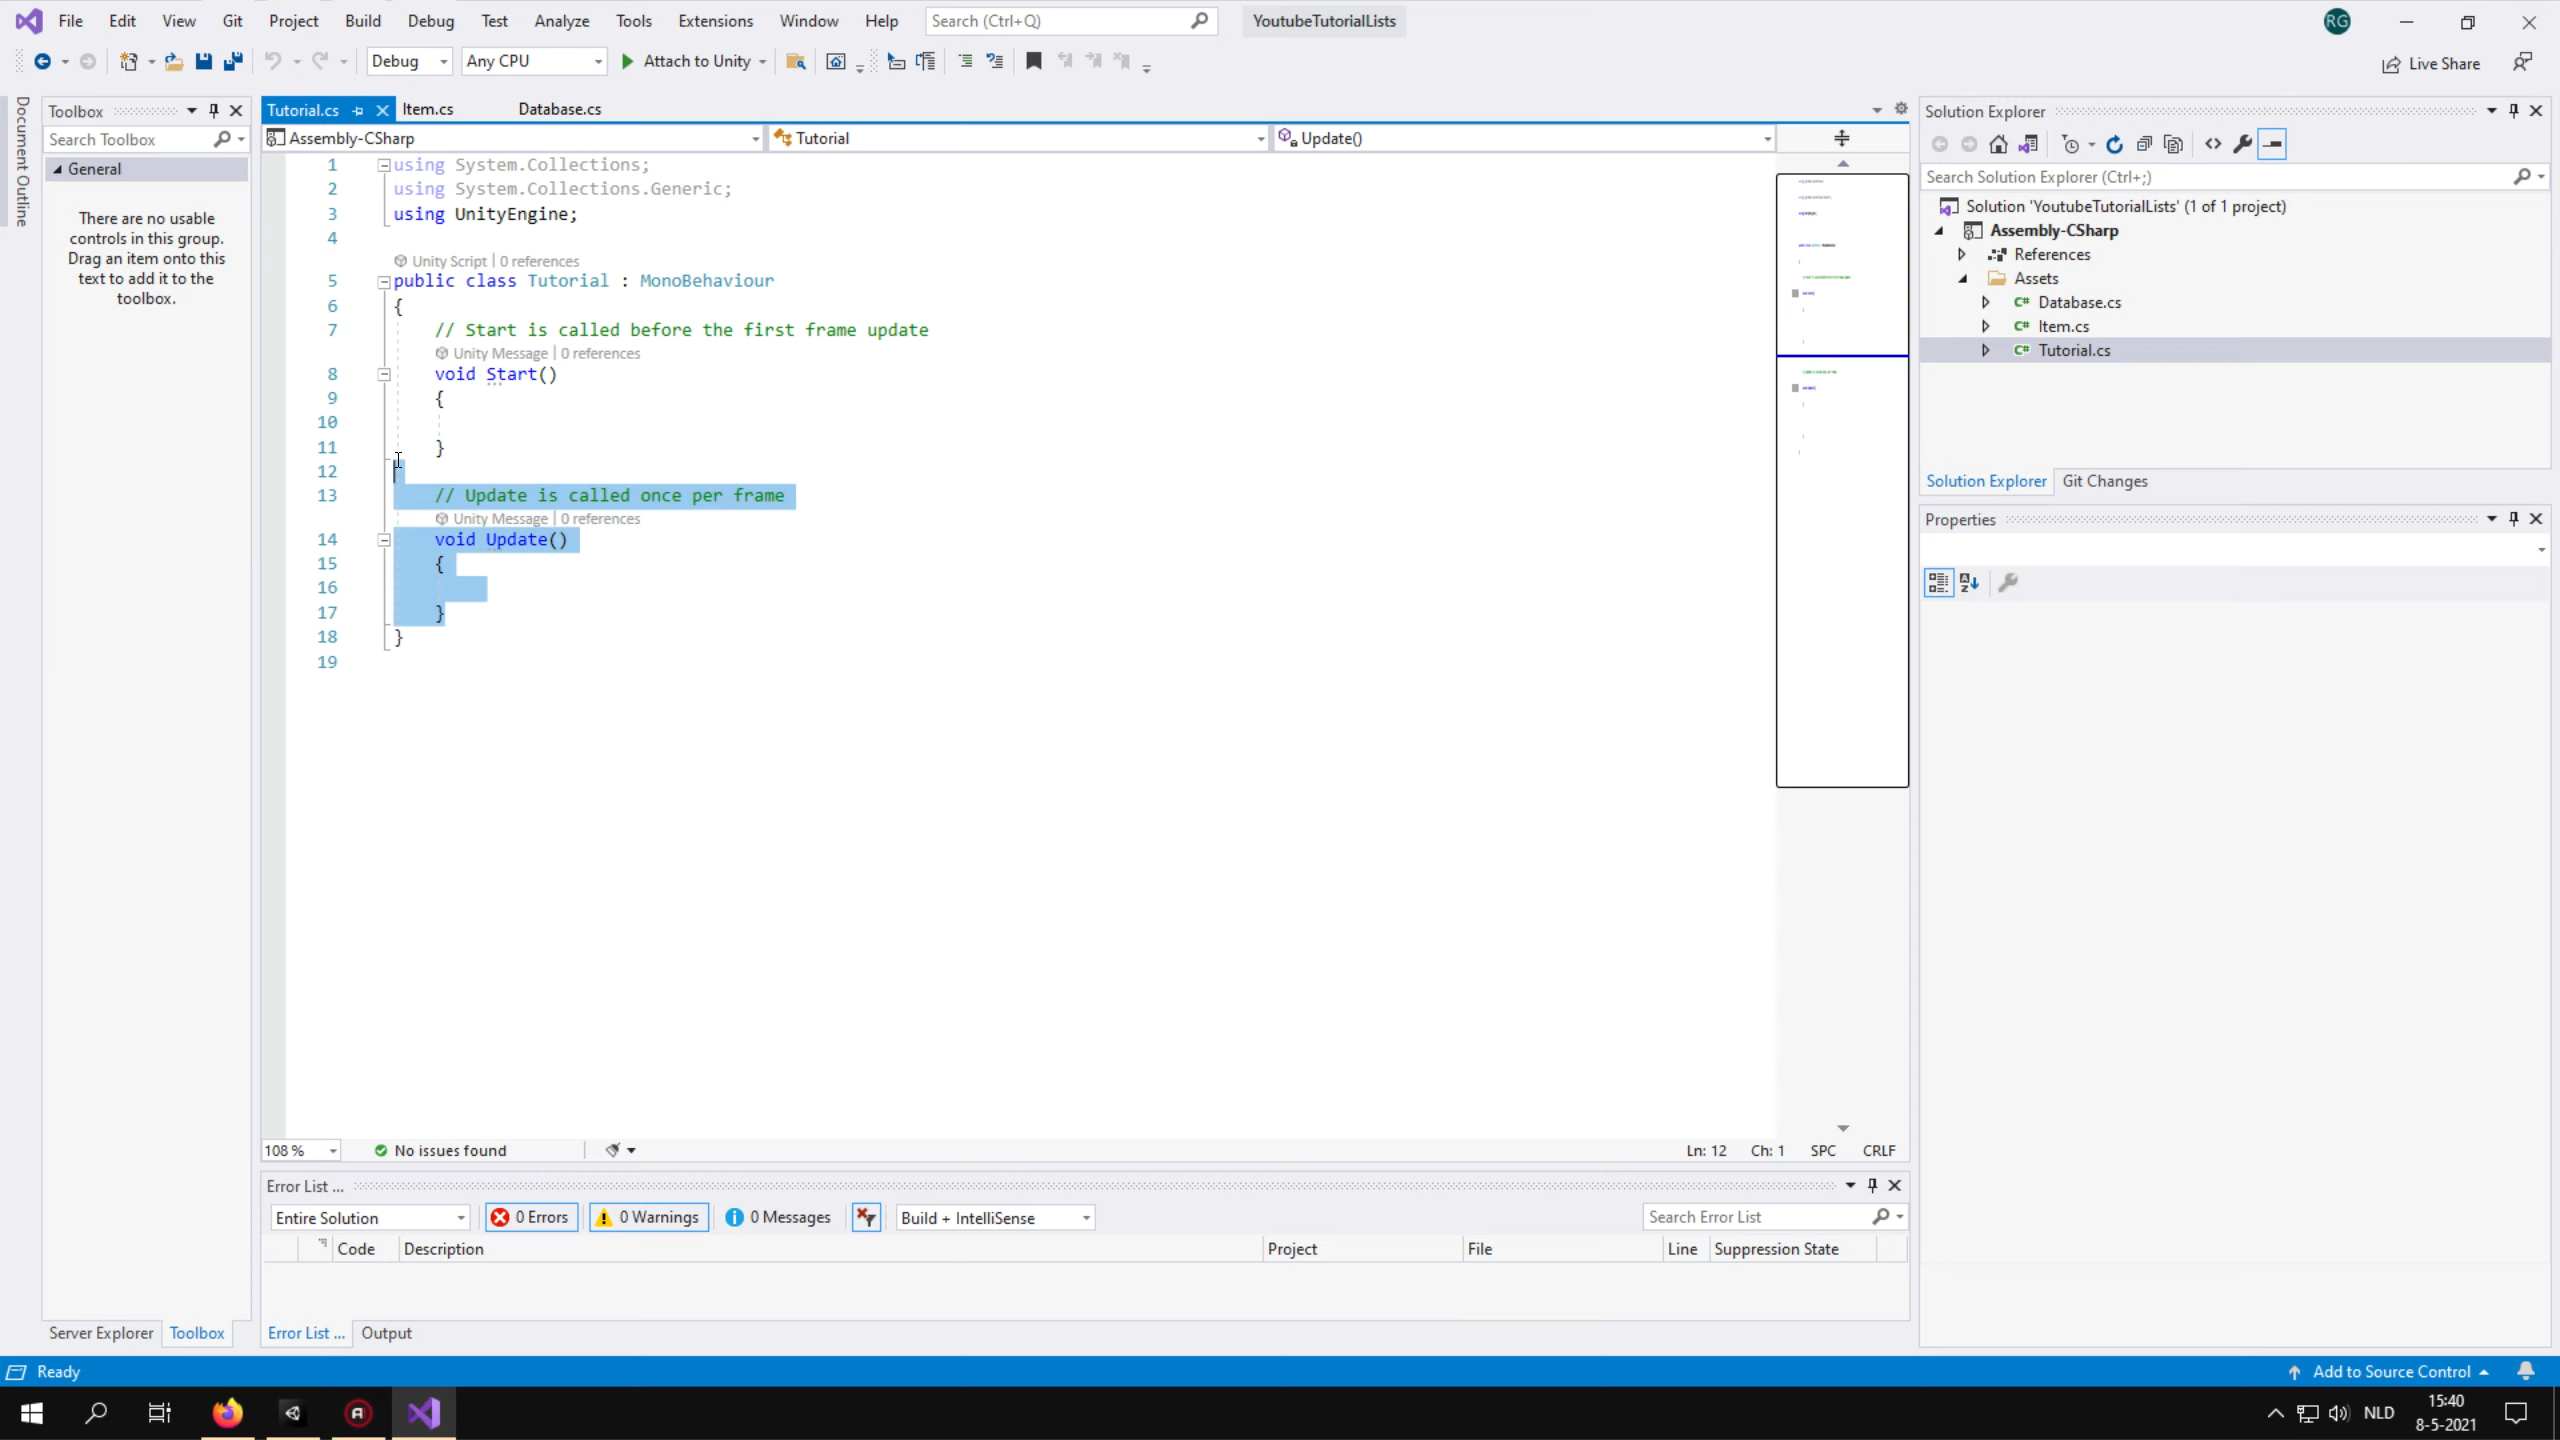 File Edit View Git Project Build Debug Test Analyze Tools Extensions Window Help Search (Ctrl+Q) YoutubeTutorialLists RG
Debug Any CPU Attach to Unity Live Share
Document Outline
Toolbox
Search Toolbox
General
There are no usable
controls in this group.
Drag an item onto this
text to add it to the
toolbox.
Server Explorer Toolbox
Tutorial.cs Item.cs Database.cs
Assembly-CSharp Tutorial Update()
1 using System.Collections;
2 using System.Collections.Generic;
3 using UnityEngine;
4
Unity Script | 0 references
5 public class Tutorial : MonoBehaviour
6 {
7 // Start is called before the first frame update
Unity Message | 0 references
8 void Start()
9 {
10
11 }
12
13 // Update is called once per frame
Unity Message | 0 references
14 void Update()
15 {
16
17 }
18 }
19
108 % No issues found Ln: 12 Ch: 1 SPC CRLF
Error List ...
Entire Solution 0 Errors 0 Warnings 0 Messages Build + IntelliSense Search Error List
Code Description Project File Line Suppression State
Error List ... Output
Solution Explorer
Search Solution Explorer (Ctrl+;)
Solution 'YoutubeTutorialLists' (1 of 1 project)
Assembly-CSharp
References
Assets
C# Database.cs
C# Item.cs
C# Tutorial.cs
Solution Explorer Git Changes
Properties
Ready Add to Source Control
NLD 15:40
8-5-2021